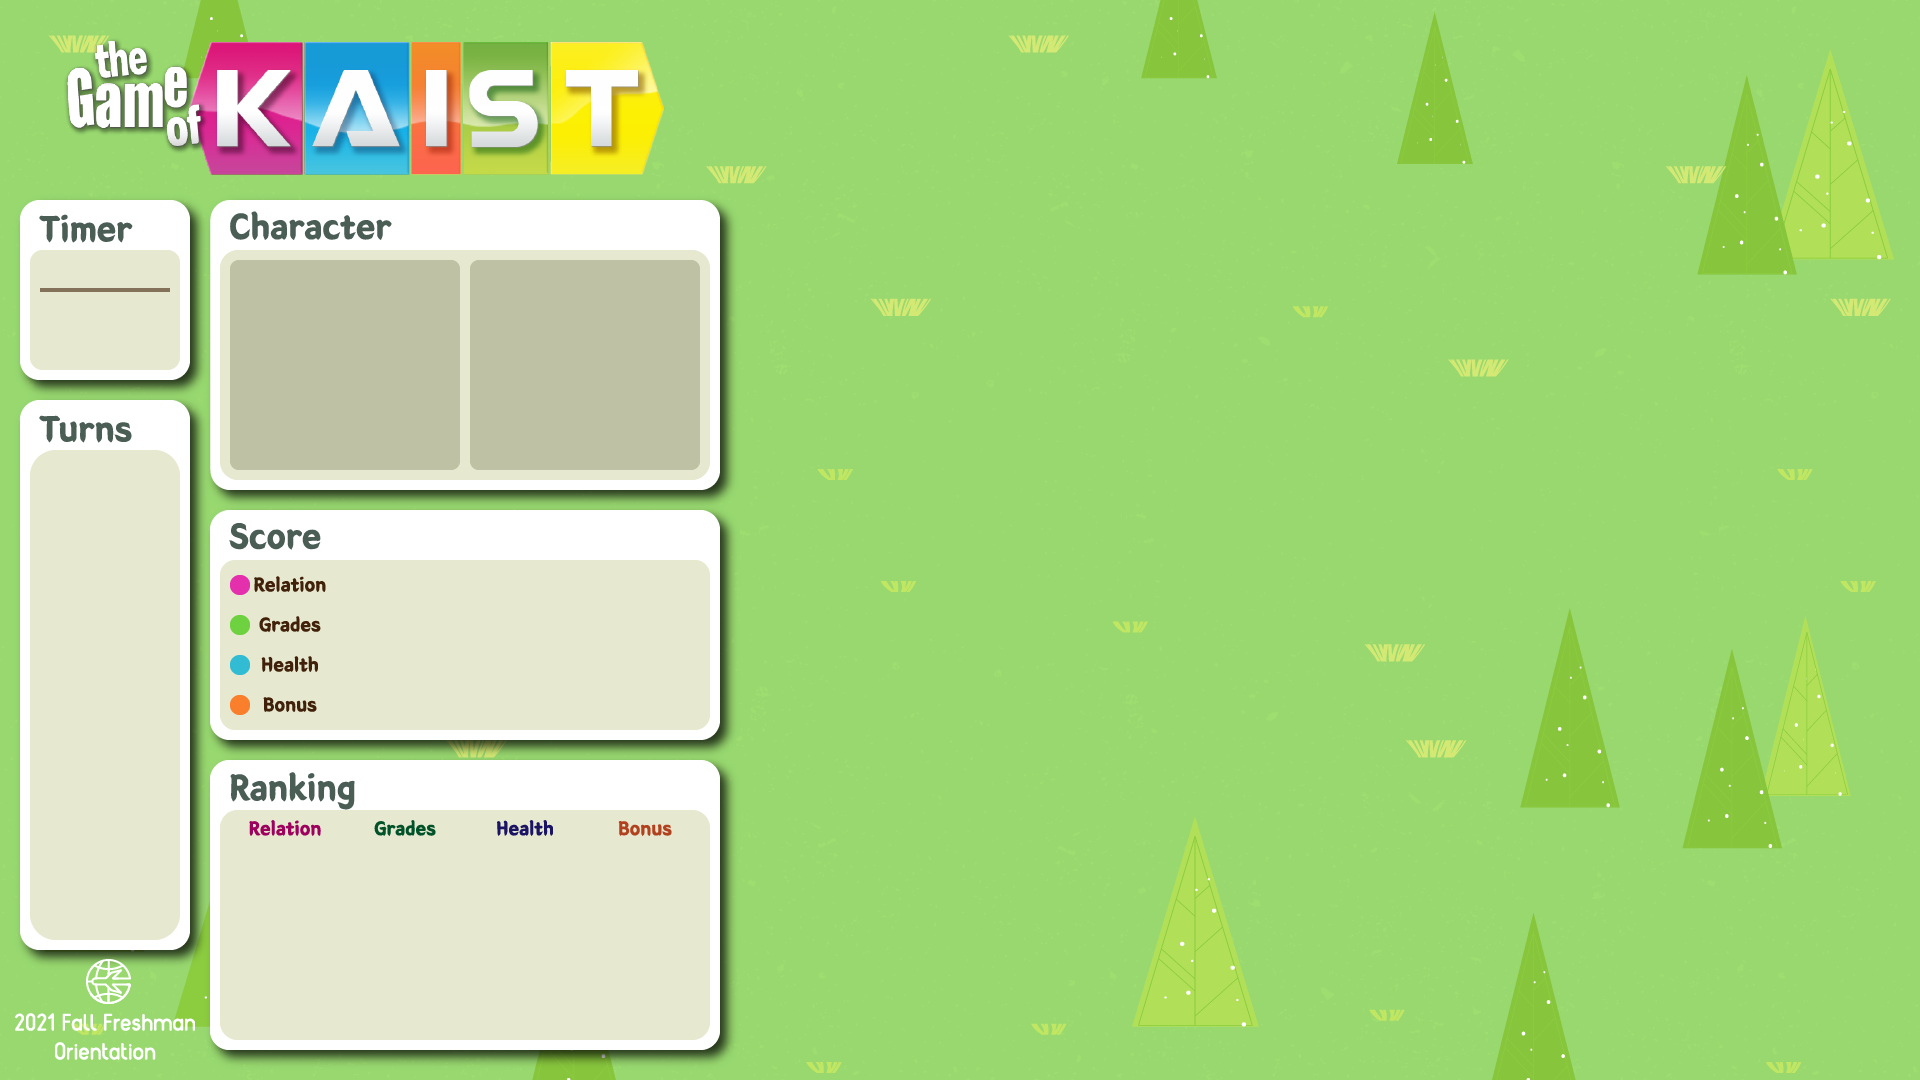 the
Game
of
KAIST
Timer
Character
Turns
Score
Relation
Grades
Health
Bonus
Ranking
Relation Grades Health Bonus
2021 Fall Freshman
Orientation